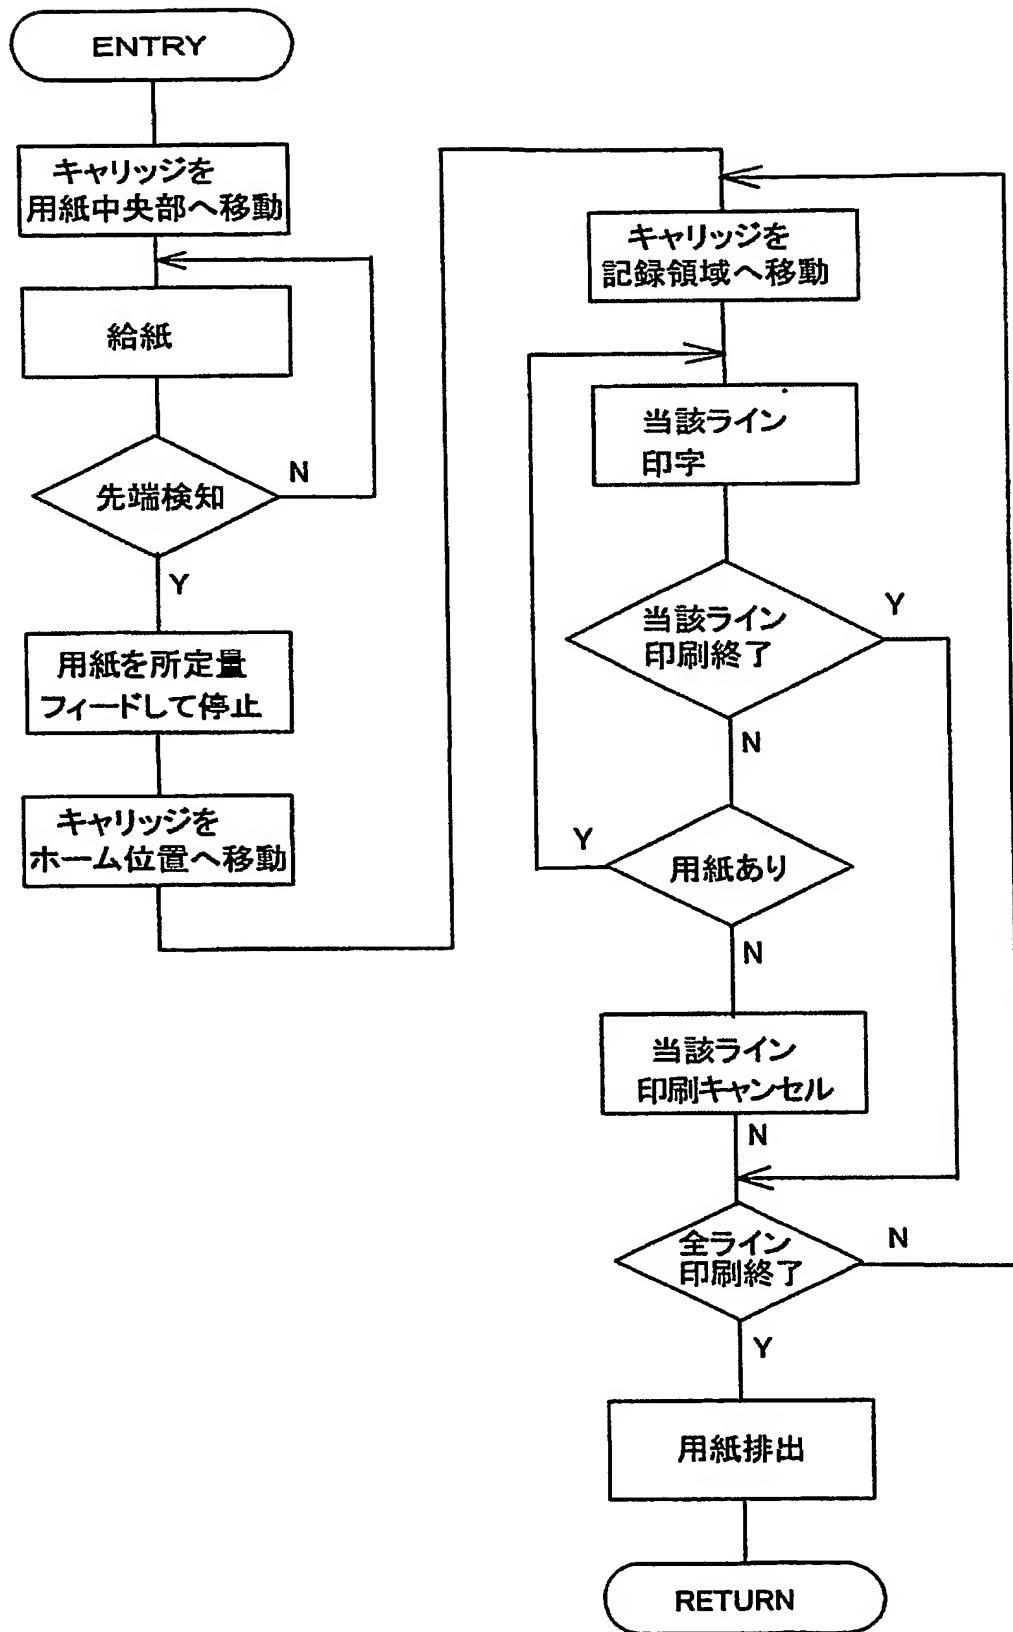 ENTRY
キャリッジを
用紙中央部へ移動
給紙
先端検知
N
Y
用紙を所定量
フィードして停止
キャリッジを
ホーム位置へ移動
キャリッジを
記録領域へ移動
当該ライン
印字
当該ライン
印刷終了
Y
N
用紙あり
Y
N
当該ライン
印刷キャンセル
N
全ライン
印刷終了
N
Y
用紙排出
RETURN